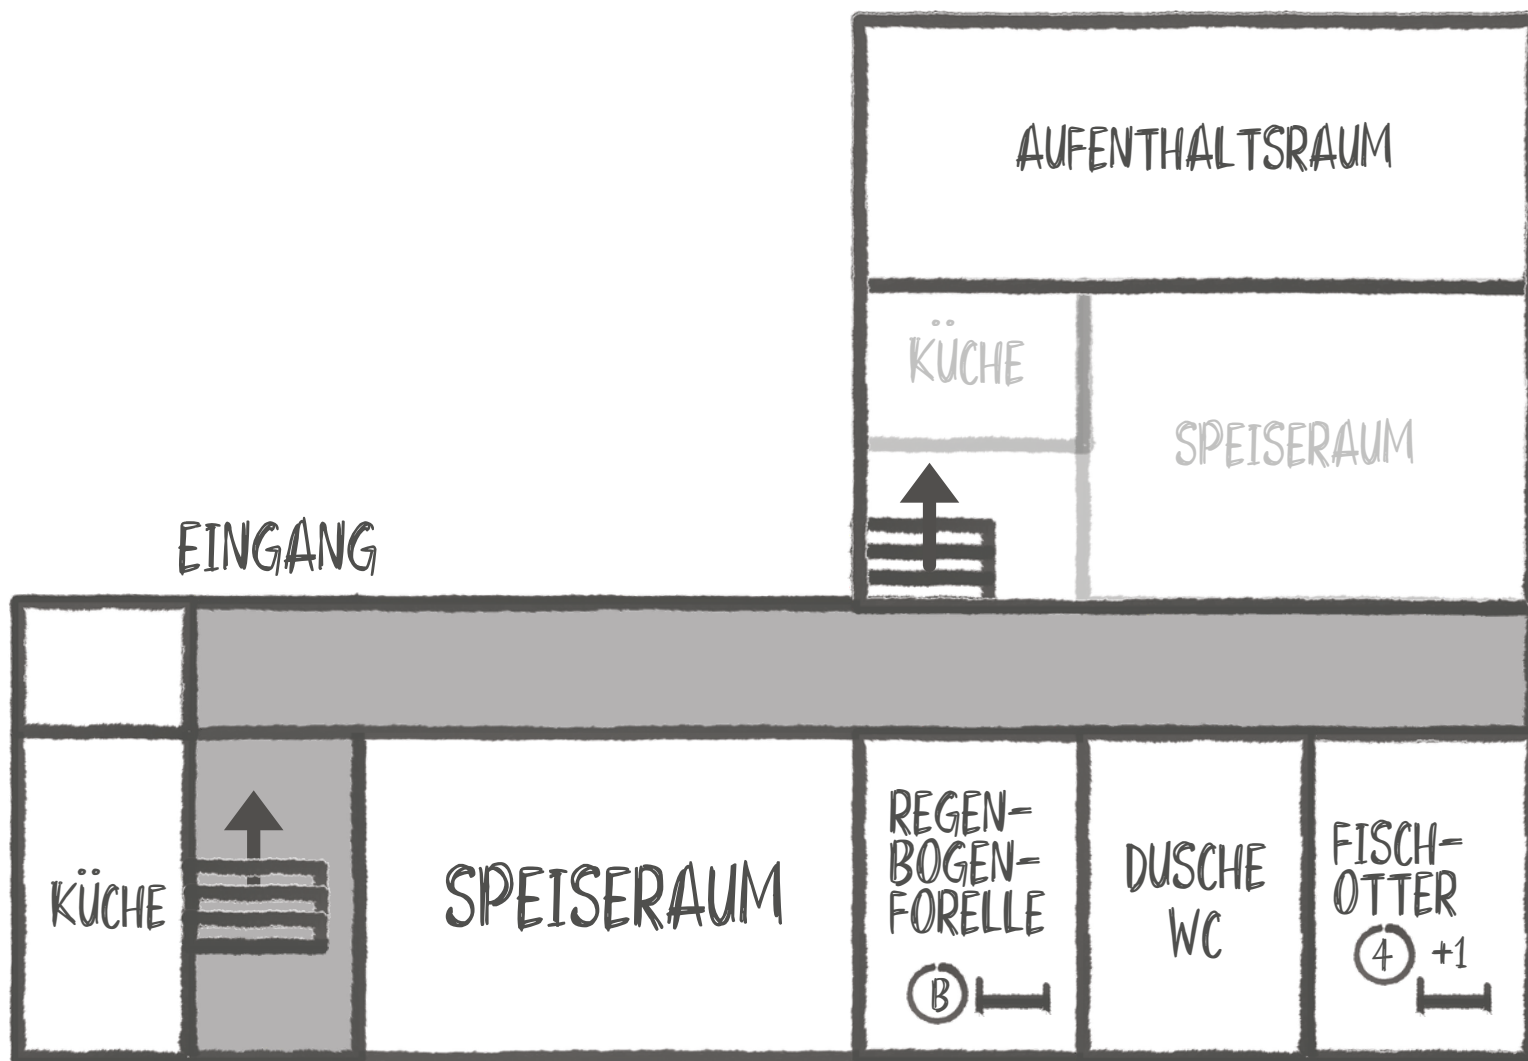 AUFENTHALTSRAUM
KÜCHE
SPEISERAUM
EINGANG
KÜCHE
SPEISERAUM
REGEN-
BOGEN-
FORELLE
B
DUSCHE
WC
FISCH-
OTTER
4 +1